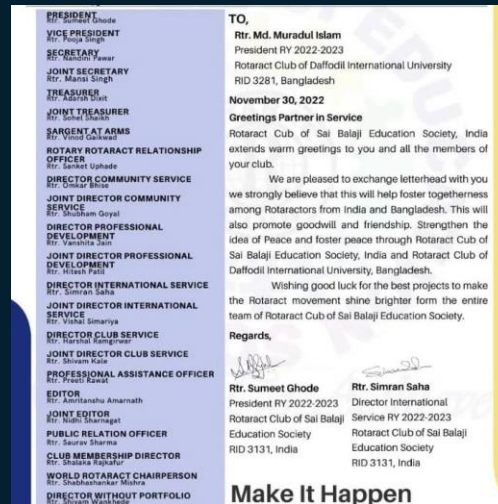 PRESIDENT
Rtr. Sumeet Ghode
VICE PRESIDENT
Rtr. Pooja Singh
SECRETARY
Rtr. Nandini Pawar
JOINT SECRETARY
Rtr. Mansi Singh
TREASURER
Rtr. Adarsh Dixit
JOINT TREASURER
Rtr. Sohel Shaikh
SARGENT AT ARMS
Rtr. Vinod Gaikwad
ROTARY ROTARACT RELATIONSHIP
OFFICER
Rtr. Sanket Uphade
DIRECTOR COMMUNITY SERVICE
Rtr. Omkar Bhise
JOINT DIRECTOR COMMUNITY
SERVICE
Rtr. Shubham Goyal
DIRECTOR PROFESSIONAL
DEVELOPMENT
Rtr. Vanshita Jain
JOINT DIRECTOR PROFESSIONAL
DEVELOPMENT
Rtr. Hitesh Patil
DIRECTOR INTERNATIONAL SERVICE
Rtr. Simran Saha
JOINT DIRECTOR INTERNATIONAL
SERVICE
Rtr. Vishal Simariya
DIRECTOR CLUB SERVICE
Rtr. Harshal Ramgirwar
JOINT DIRECTOR CLUB SERVICE
Rtr. Shivam Kale
PROFESSIONAL ASSISTANCE OFFICER
Rtr. Preeti Rawat
EDITOR
Rtr. Amritanshu Amarnath
JOINT EDITOR
Rtr. Nidhi Sharnagat
PUBLIC RELATION OFFICER
Rtr. Saurav Sharma
CLUB MEMBERSHIP DIRECTOR
Rtr. Shalaka Rajkafur
WORLD ROTARACT CHAIRPERSON
Rtr. Shabhashankar Mishra
DIRECTOR WITHOUT PORTFOLIO
Rtr. Shivam Wankhede
TO,
Rtr. Md. Muradul Islam
President RY 2022-2023
Rotaract Club of Daffodil International University
RID 3281, Bangladesh
November 30, 2022
Greetings Partner in Service
Rotaract Cub of Sai Balaji Education Society, India
extends warm greetings to you and all the members of
your club.
We are pleased to exchange letterhead with you
we strongly believe that this will help foster togetherness
among Rotaractors from India and Bangladesh. This will
also promote goodwill and friendship. Strengthen the
idea of Peace and foster peace through Rotaract Cub of
Sai Balaji Education Society, India and Rotaract Club of
Daffodil International University, Bangladesh.
Wishing good luck for the best projects to make
the Rotaract movement shine brighter form the entire
team of Rotaract Cub of Sai Balaji Education Society.
Regards,
Rtr. Sumeet Ghode
President RY 2022-2023
Rotaract Club of Sai Balaji
Education Society
RID 3131, India
Rtr. Simran Saha
Director International
Service RY 2022-2023
Rotaract Club of Sai Balaji
Education Society
RID 3131, India
Make It Happen